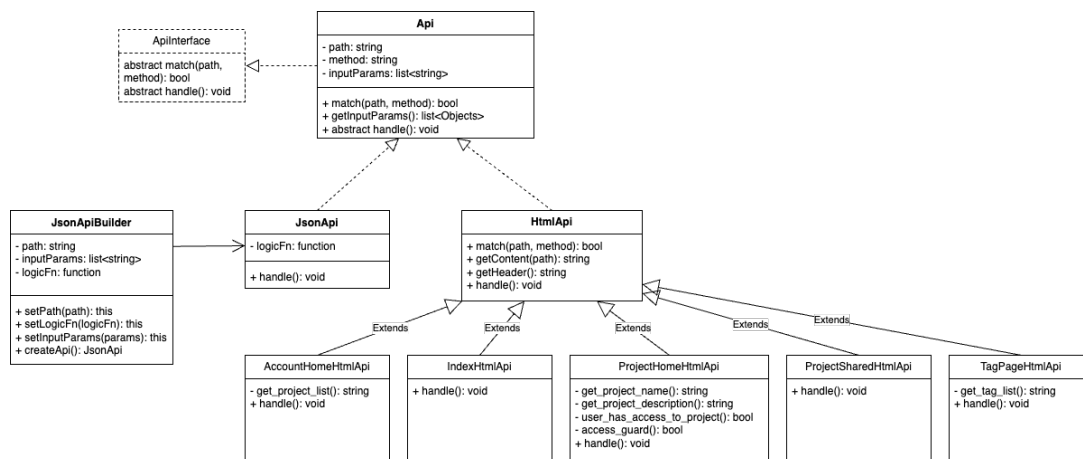 Api
- path: string
- method: string
- inputParams: list<string>
+ match(path, method): bool
+ getInputParams(): list<Objects>
+ abstract handle(): void
ApiInterface
abstract match(path,
method): bool
abstract handle(): void
JsonApiBuilder
- path: string
- inputParams: list<string>
- logicFn: function
+ setPath(path): this
+ setLogicFn(logicFn): this
+ setInputParams(params): this
+ createApi(): JsonApi
JsonApi
- logicFn: function
+ handle(): void
HtmlApi
+ match(path, method): bool
+ getContent(path): string
+ getHeader(): string
+ handle(): void
Extends
Extends
Extends
Extends
Extends
AccountHomeHtmlApi
- get_project_list(): string
+ handle(): void
IndexHtmlApi
+ handle(): void
ProjectHomeHtmlApi
- get_project_name(): string
- get_project_description(): string
- user_has_access_to_project(): bool
- access_guard(): bool
+ handle(): void
ProjectSharedHtmlApi
+ handle(): void
TagPageHtmlApi
- get_tag_list(): string
+ handle(): void